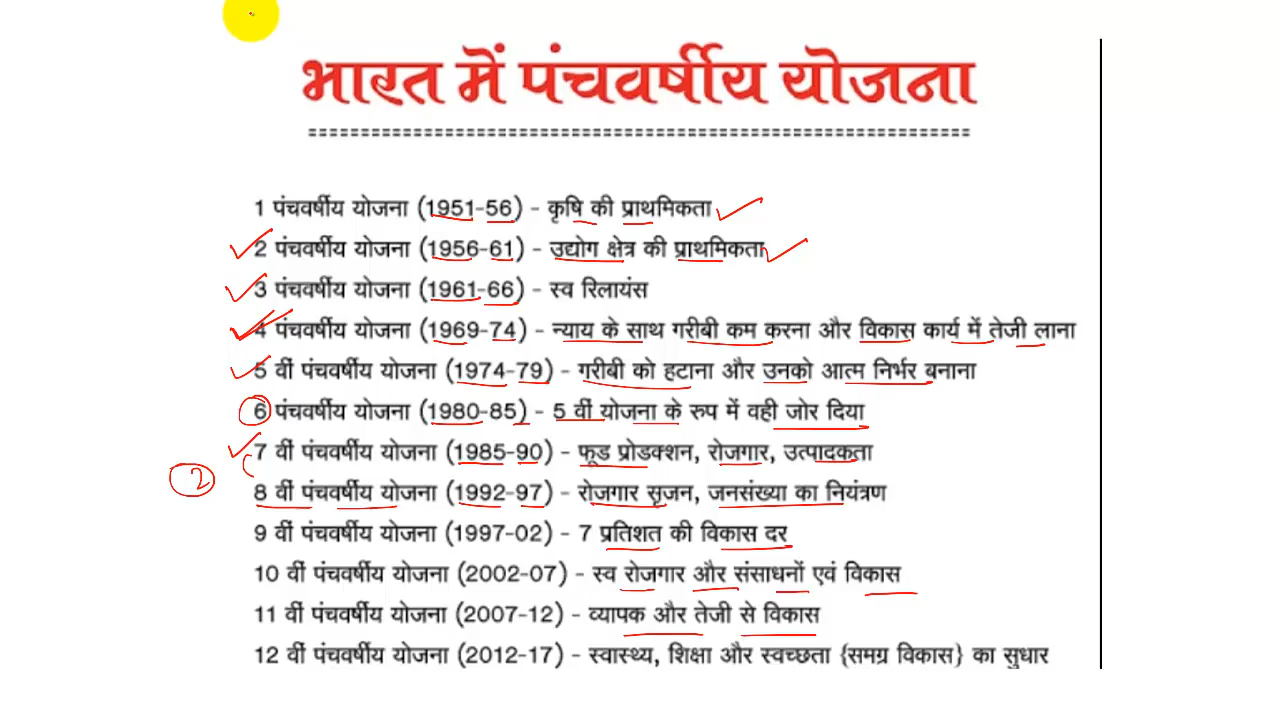 भारत में पंचवर्षीय योजना
================================================================
1 पंचवर्षीय योजना (1951-56) - कृषि की प्राथमिकता
2 पंचवर्षीय योजना (1956-61) - उद्योग क्षेत्र की प्राथमिकता
3 पंचवर्षीय योजना (1961-66) - स्व रिलायंस
4 पंचवर्षीय योजना (1969-74) - न्याय के साथ गरीबी कम करना और विकास कार्य में तेजी लाना
5 वीं पंचवर्षीय योजना (1974-79) - गरीबी को हटाना और उनको आत्म निर्भर बनाना
6 पंचवर्षीय योजना (1980-85) - 5 वीं योजना के रुप में वही जोर दिया
7 वीं पंचवर्षीय योजना (1985-90) - फूड प्रोडक्शन, रोजगार, उत्पादकता
2
8 वीं पंचवर्षीय योजना (1992-97) - रोजगार सृजन, जनसंख्या का नियंत्रण
9 वीं पंचवर्षीय योजना (1997-02) - 7 प्रतिशत की विकास दर
10 वीं पंचवर्षीय योजना (2002-07) - स्व रोजगार और संसाधनों एवं विकास
11 वीं पंचवर्षीय योजना (2007-12) - व्यापक और तेजी से विकास
12 वीं पंचवर्षीय योजना (2012-17) - स्वास्थ्य, शिक्षा और स्वच्छता {समग्र विकास} का सुधार